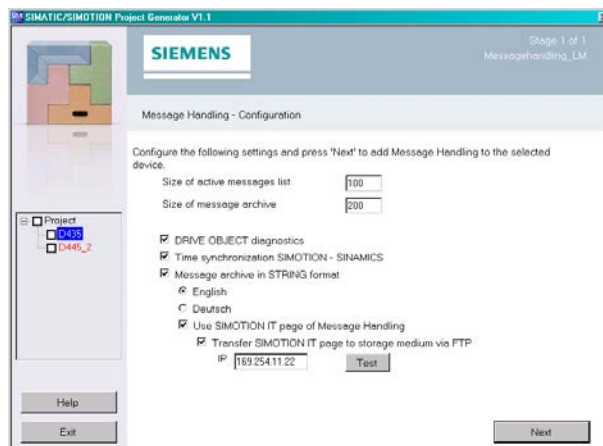 SIMATIC/SIMOTION Project Generator V1.1
SIEMENS
Stage 1 of 1
Messagehandling_LM
Message Handling - Configuration
Configure the following settings and press 'Next' to add Message Handling to the selected
device.
Size of active messages list 100
Size of message archive 200
Project
D435
D445_2
DRIVE OBJECT diagnostics
Time synchronization SIMOTION - SINAMICS
Message archive in STRING format
English
Deutsch
Use SIMOTION IT page of Message Handling
Transfer SIMOTION IT page to storage medium via FTP
IP 169.254.11.22 Test
Help
Exit
Next